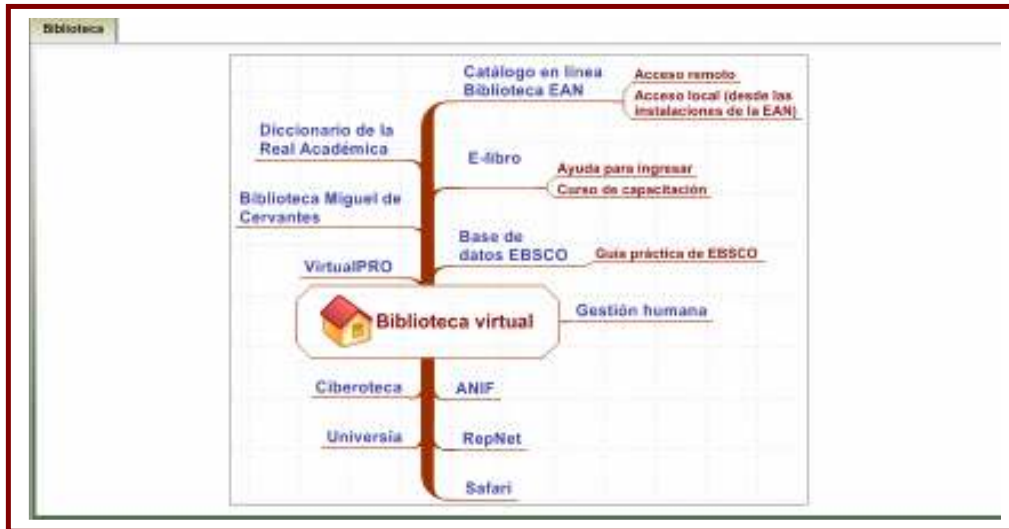 Biblioteca
Catálogo en línea
Biblioteca EAN
Acceso remoto
Acceso local (desde las
instalaciones de la EAN)
Diccionario de la
Real Académica
E-libro
Ayuda para ingresar
Curso de capacitación
Biblioteca Miguel de
Cervantes
Base de
datos EBSCO
Guía práctica de EBSCO
VirtualPRO
Biblioteca virtual
Gestión humana
Ciberoteca
ANIF
Universia
RepNet
Safari